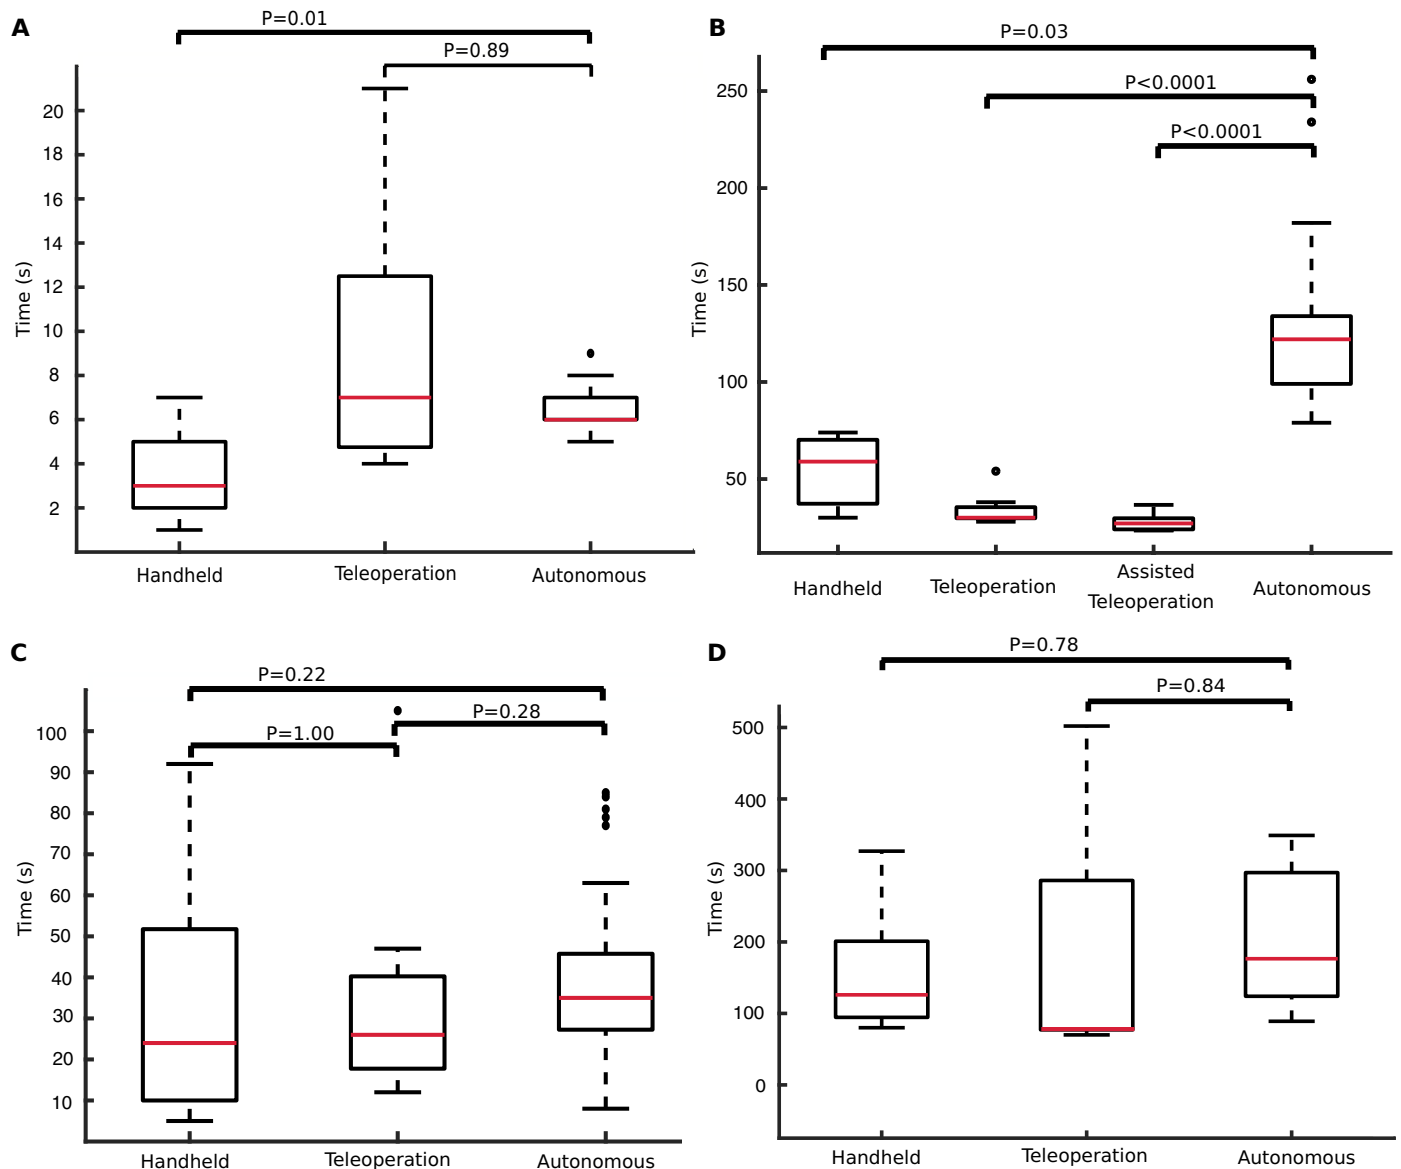 A
P=0.01
P=0.89
20
18
16
14
12
10
8
6
4
2
Time (s)
Handheld
Teleoperation
Autonomous
B
P=0.03
P<0.0001
P<0.0001
250
200
150
100
50
Time (s)
Handheld
Teleoperation
Assisted
Teleoperation
Autonomous
C
P=0.22
P=0.28
P=1.00
100
90
80
70
60
50
40
30
20
10
Time (s)
Handheld
Teleoperation
Autonomous
D
P=0.78
P=0.84
500
400
300
200
100
0
Time (s)
Handheld
Teleoperation
Autonomous